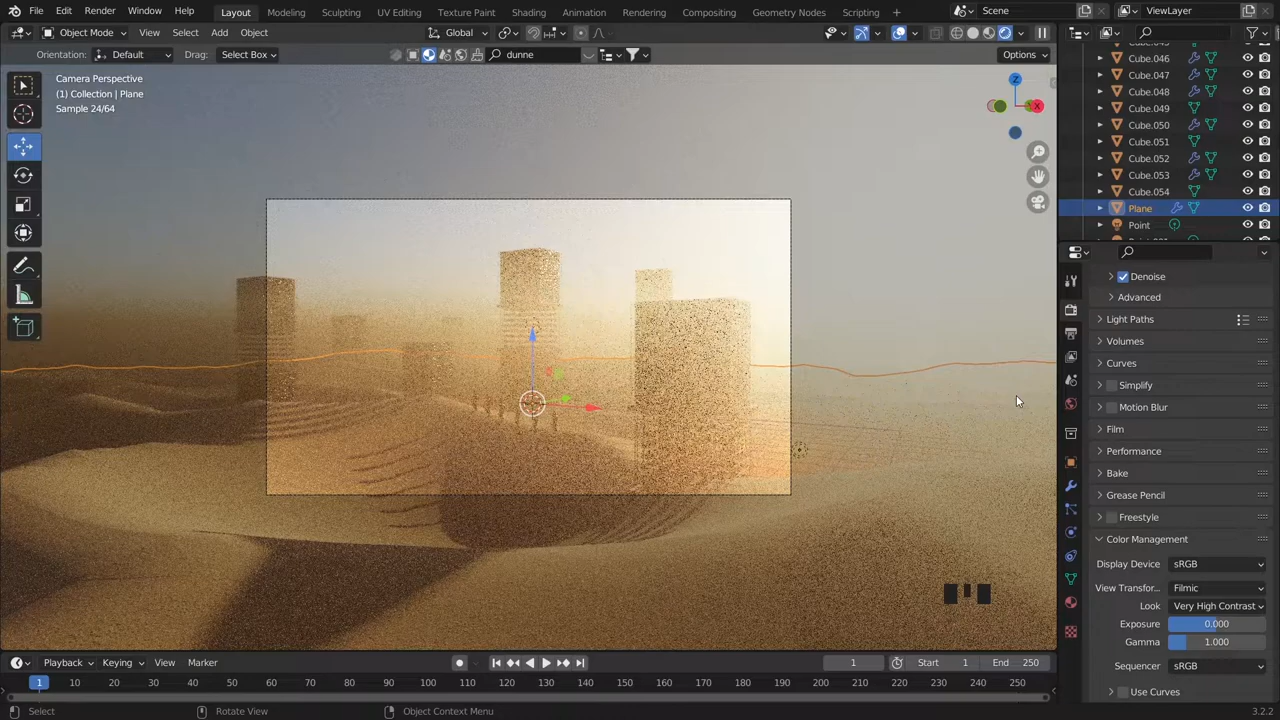 File Edit Render Window Help Layout Modeling Sculpting UV Editing Texture Paint Shading Animation Rendering Compositing Geometry Nodes Scripting + Scene ViewLayer
Object Mode View Select Add Object Global
Orientation: Default Drag: Select Box dunne Options
Camera Perspective
(1) Collection | Plane
Sample 24/64
Z
X
Cube.046
Cube.047
Cube.048
Cube.049
Cube.050
Cube.051
Cube.052
Cube.053
Cube.054
Plane
Point
Denoise
Advanced
Light Paths
Volumes
Curves
Simplify
Motion Blur
Film
Performance
Bake
Grease Pencil
Freestyle
Color Management
Display Device sRGB
View Transfor... Filmic
Look Very High Contrast
Exposure 0.000
Gamma 1.000
Sequencer sRGB
Use Curves
Playback Keying View Marker 1 Start 1 End 250
1 10 20 30 40 50 60 70 80 90 100 110 120 130 140 150 160 170 180 190 200 210 220 230 240 250
Select Rotate View Object Context Menu 3.2.2